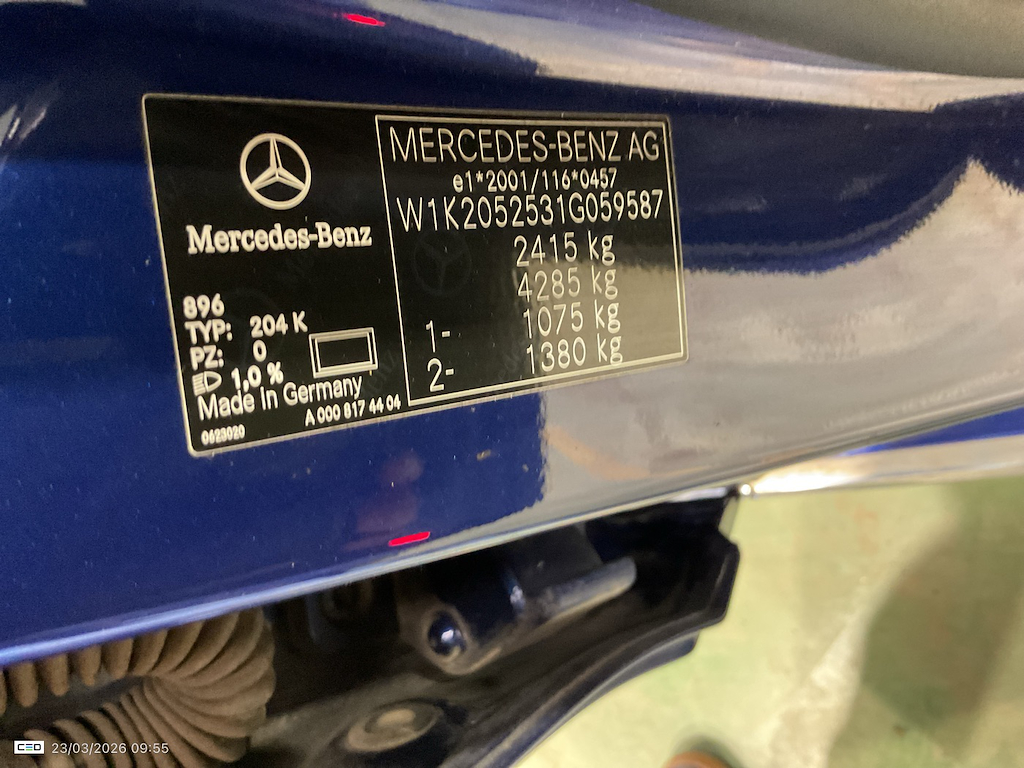 Mercedes-Benz
896
TYP: 204 K
PZ: 0
1,0 %
Made in Germany
A 000 817 44 04
0623020
MERCEDES-BENZ AG
e1*2001/116*0457
W1K2052531G059587
2415 kg
4285 kg
1- 1075 kg
2- 1380 kg
CEO 23/03/2026 09:55